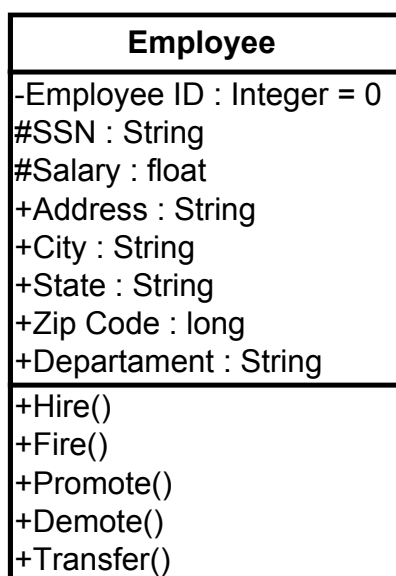 Employee
-Employee ID : Integer = 0
#SSN : String
#Salary : float
+Address : String
+City : String
+State : String
+Zip Code : long
+Departament : String
+Hire()
+Fire()
+Promote()
+Demote()
+Transfer()